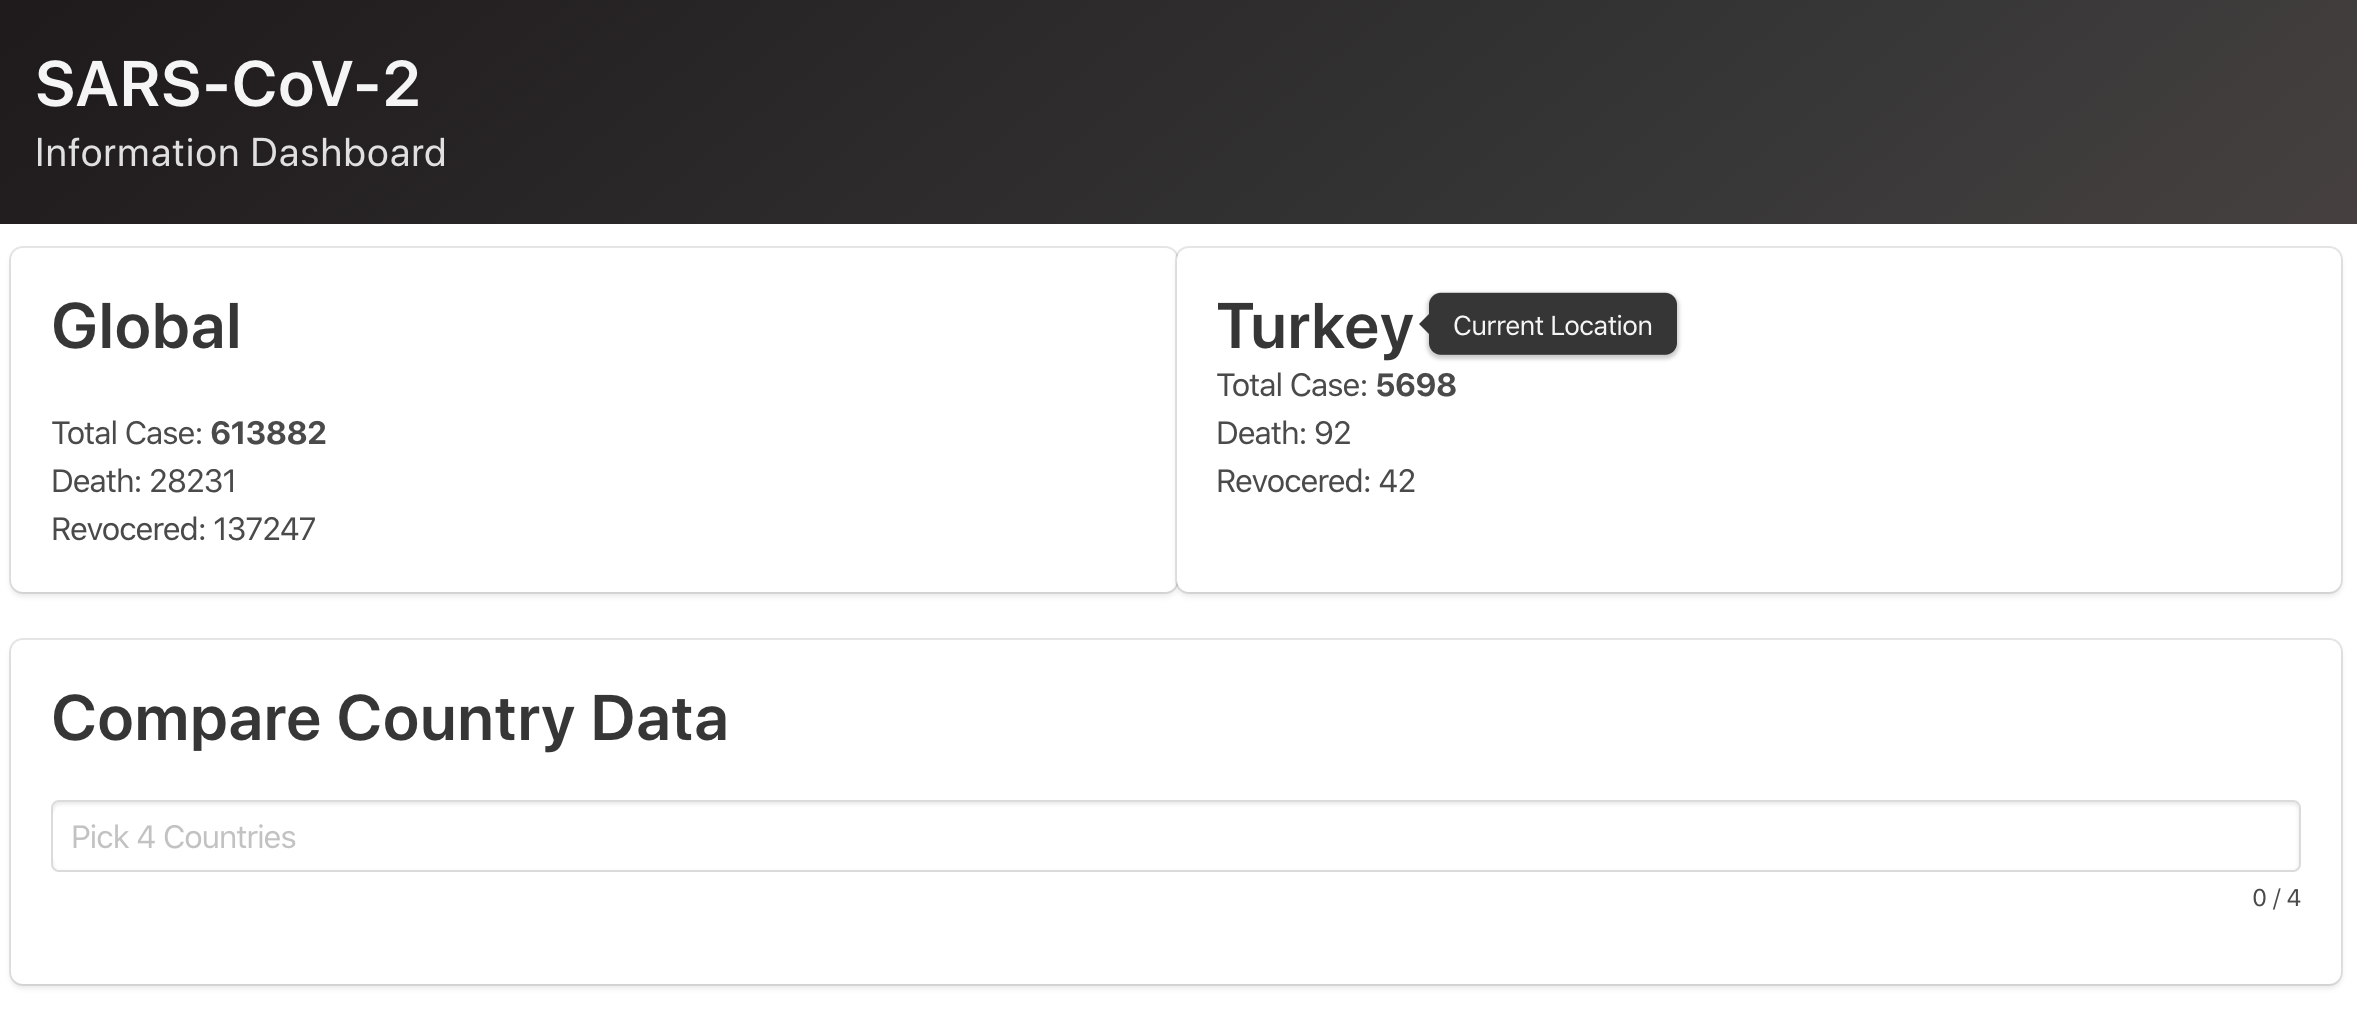 SARS-CoV-2
Information Dashboard
Global
Total Case: 613882
Death: 28231
Revocered: 137247
Turkey
Current Location
Total Case: 5698
Death: 92
Revocered: 42
Compare Country Data
Pick 4 Countries
0 / 4